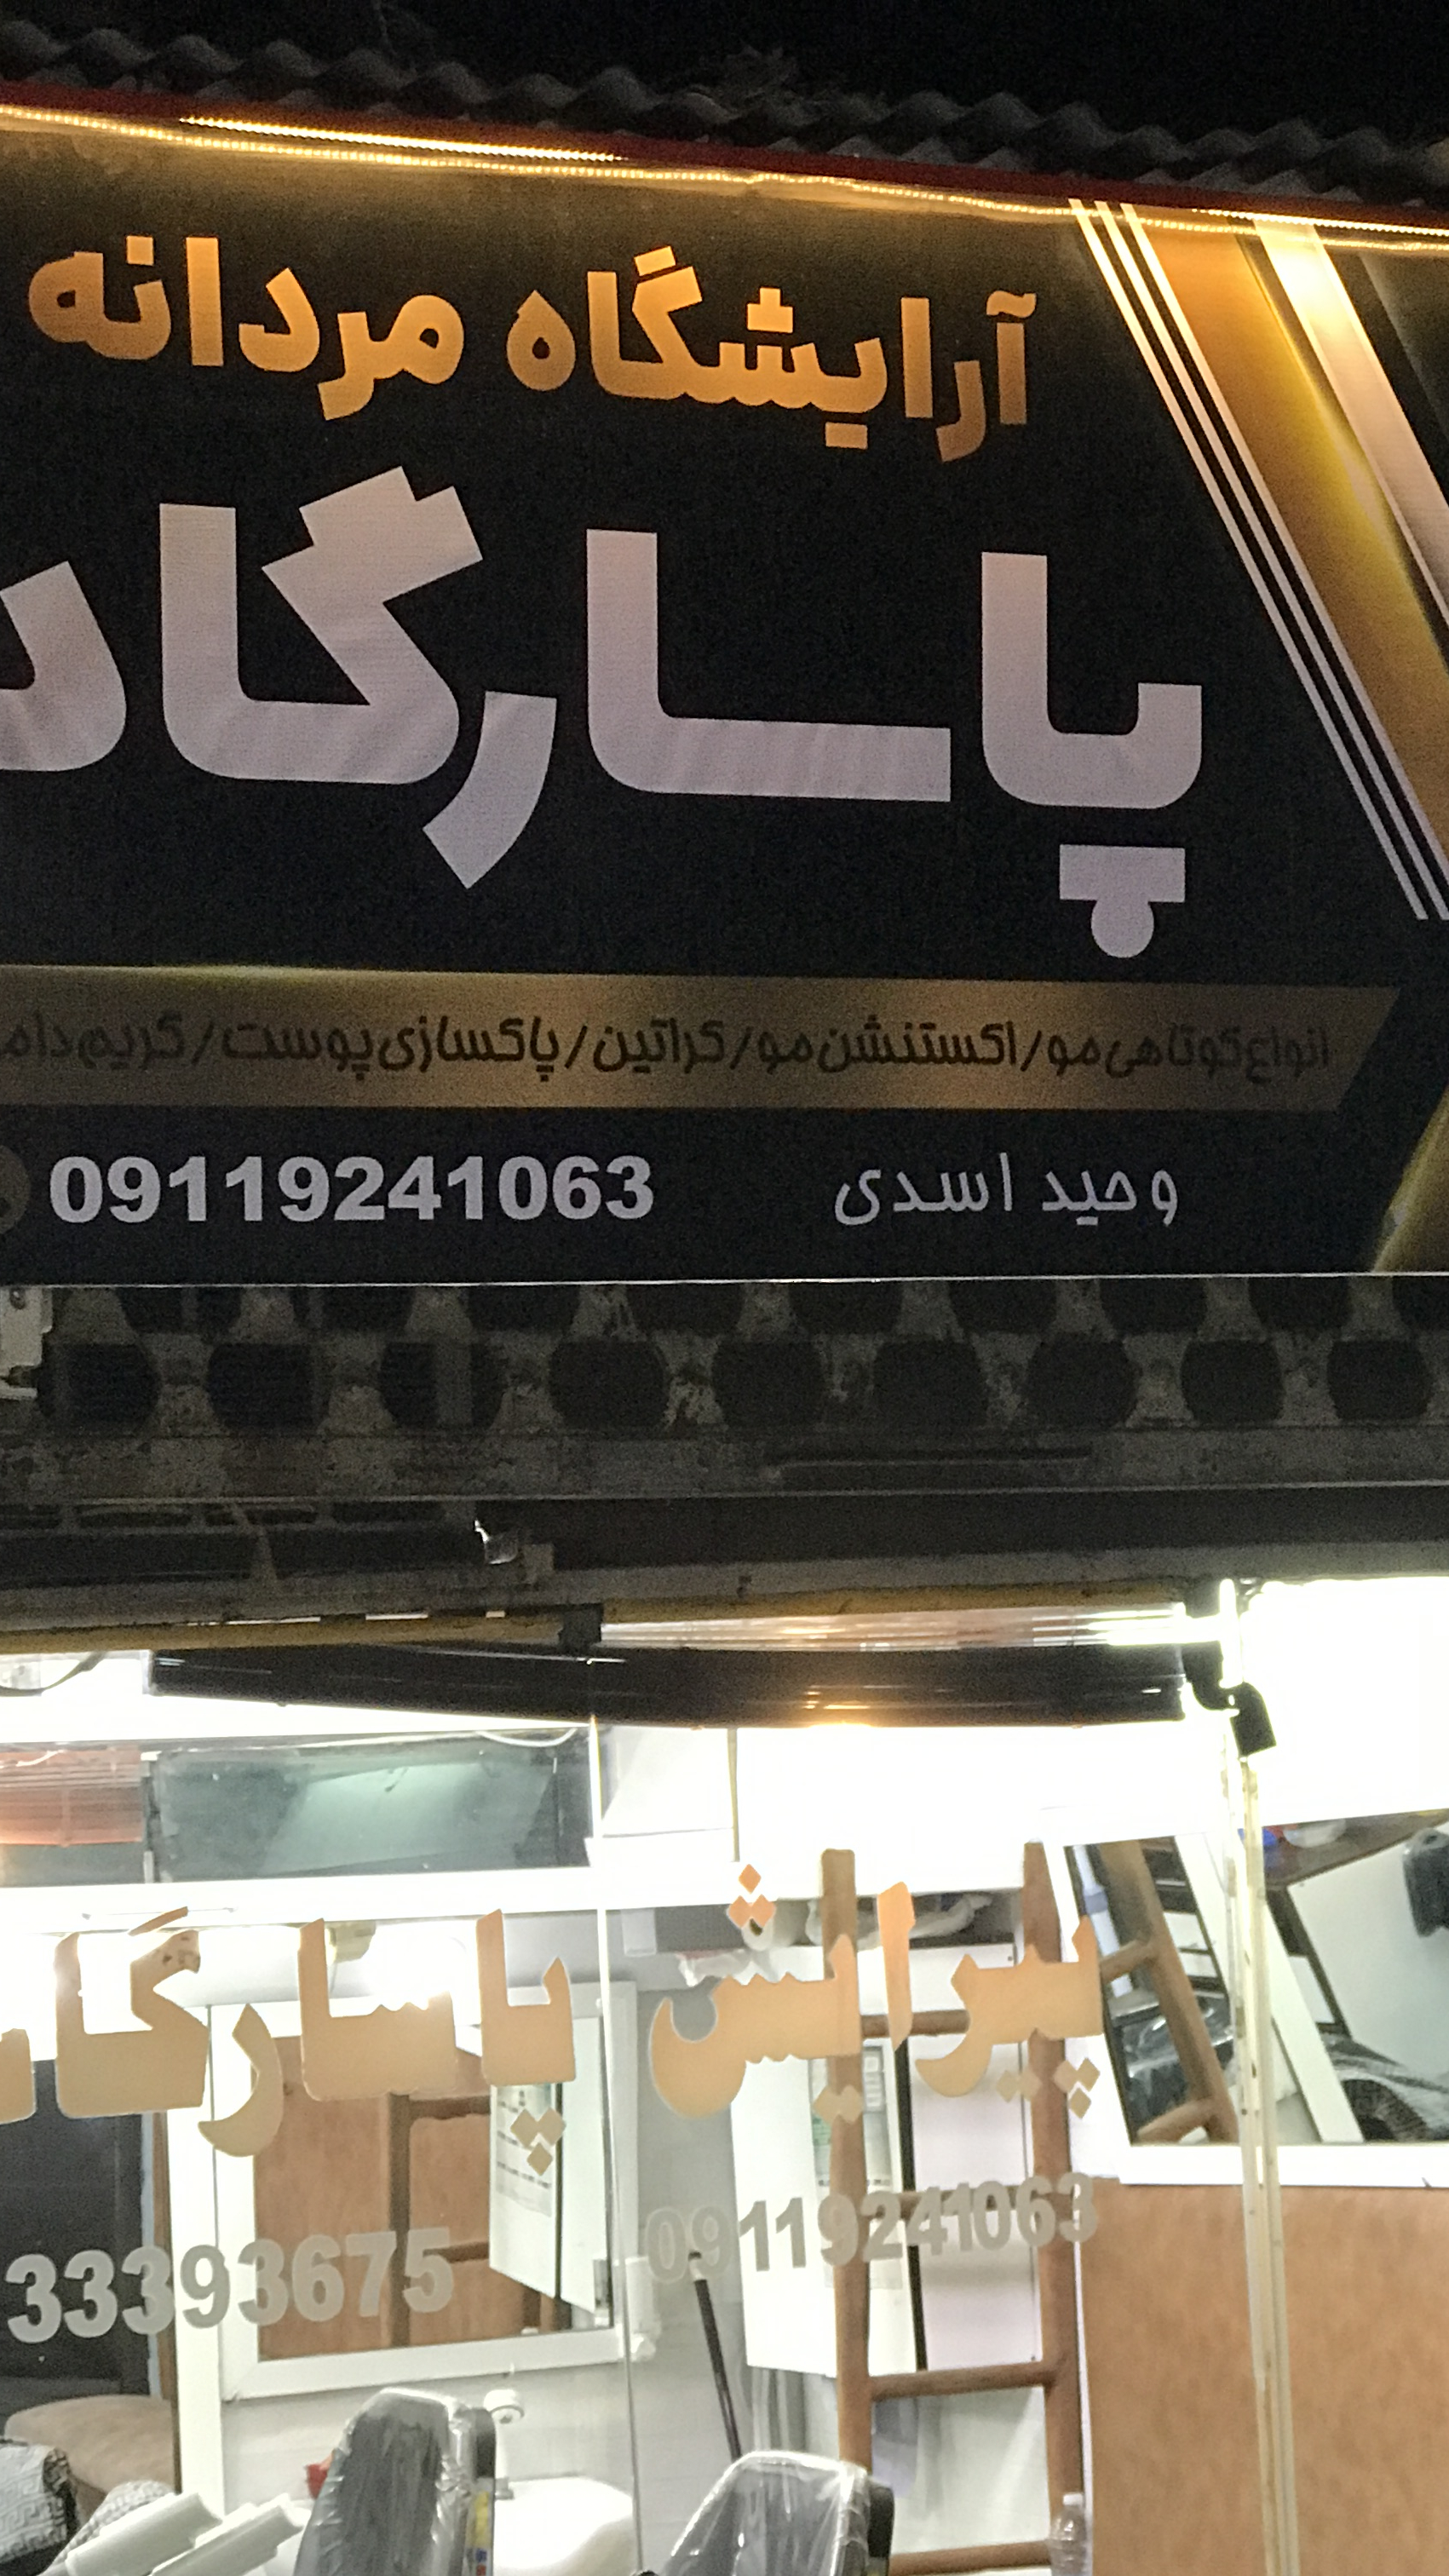 آرایشگاه مردانه
پاسارگاد
انواع کوتاهی مو/اکستنشن مو/کراتین/پاکسازی پوست/کریم دام
وحید اسدی 09119241063
پیرایش پاسارگاد
09119241063
33393675